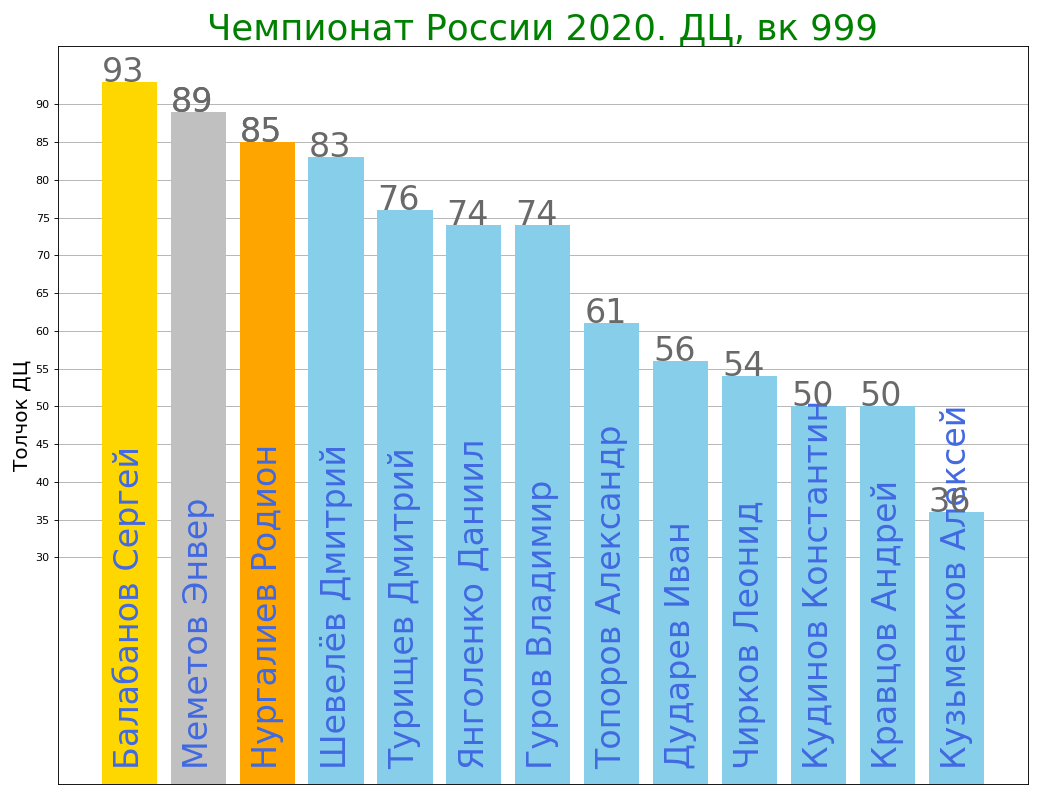 Чемпионат России 2020. ДЦ, вк 999
Толчок ДЦ
90
85
80
75
70
65
60
55
50
45
40
35
30
93
89
85
83
76
74
74
61
56
54
50
50
36
Балабанов Сергей
Меметов Энвер
Нургалиев Родион
Шевелёв Дмитрий
Турищев Дмитрий
Янголенко Даниил
Гуров Владимир
Топоров Александр
Дударев Иван
Чирков Леонид
Кудинов Константин
Кравцов Андрей
Кузьменков Алексей